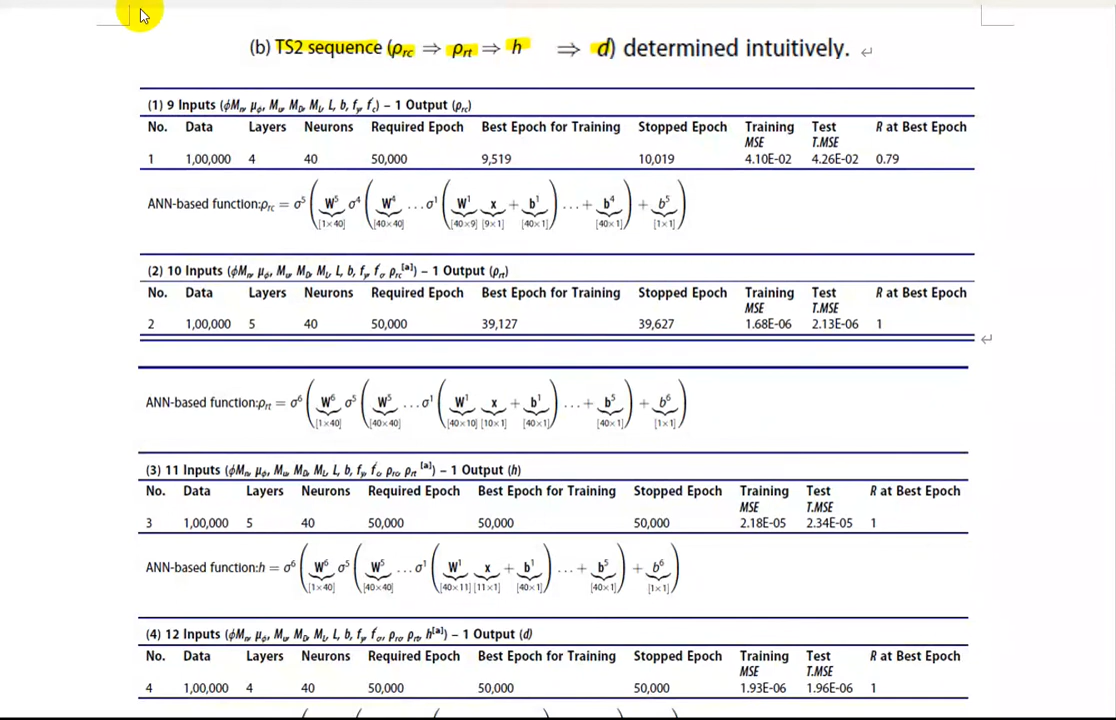 (b) TS2 sequence (ρrc ⇒ ρrt ⇒ h ⇒ d) determined intuitively. ↵
(1) 9 Inputs (ϕMn, μϕ, Mu, MD, ML, L, b, fy, f′c) – 1 Output (ρrc)
No. Data Layers Neurons Required Epoch Best Epoch for Training Stopped Epoch Training MSE Test T.MSE R at Best Epoch
1 1,00,000 4 40 50,000 9,519 10,019 4.10E-02 4.26E-02 0.79
ANN-based function:ρrc = σ⁵ ( W⁵ σ⁴ ( W⁴ …σ¹ ( W¹ x + b¹ ) …+ b⁴ ) + b⁵ )
[1×40] [40×40] [40×9] [9×1] [40×1] [40×1] [1×1]
(2) 10 Inputs (ϕMn, μϕ, Mu, MD, ML, L, b, fy, f′c, ρrc[a]) – 1 Output (ρrt)
No. Data Layers Neurons Required Epoch Best Epoch for Training Stopped Epoch Training MSE Test T.MSE R at Best Epoch
2 1,00,000 5 40 50,000 39,127 39,627 1.68E-06 2.13E-06 1
↵
ANN-based function:ρrt = σ⁶ ( W⁶ σ⁵ ( W⁵ …σ¹ ( W¹ x + b¹ ) …+ b⁵ ) + b⁶ )
[1×40] [40×40] [40×10] [10×1] [40×1] [40×1] [1×1]
(3) 11 Inputs (ϕMn, μϕ, Mu, MD, ML, L, b, fy, f′c, ρrc, ρrt [a]) – 1 Output (h)
No. Data Layers Neurons Required Epoch Best Epoch for Training Stopped Epoch Training MSE Test T.MSE R at Best Epoch
3 1,00,000 5 40 50,000 50,000 50,000 2.18E-05 2.34E-05 1
ANN-based function:h = σ⁶ ( W⁶ σ⁵ ( W⁵ …σ¹ ( W¹ x + b¹ ) …+ b⁵ ) + b⁶ )
[1×40] [40×40] [40×11] [11×1] [40×1] [40×1] [1×1]
(4) 12 Inputs (ϕMn, μϕ, Mu, MD, ML, L, b, fy, f′c, ρrc, ρrt, h[a]) – 1 Output (d)
No. Data Layers Neurons Required Epoch Best Epoch for Training Stopped Epoch Training MSE Test T.MSE R at Best Epoch
4 1,00,000 4 40 50,000 50,000 50,000 1.93E-06 1.96E-06 1